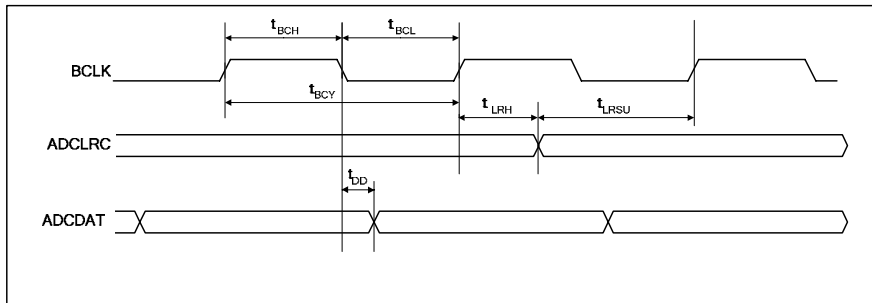 tBCH tBCL
BCLK
tBCY
tLRH tLRSU
ADCLRC
tDD
ADCDAT